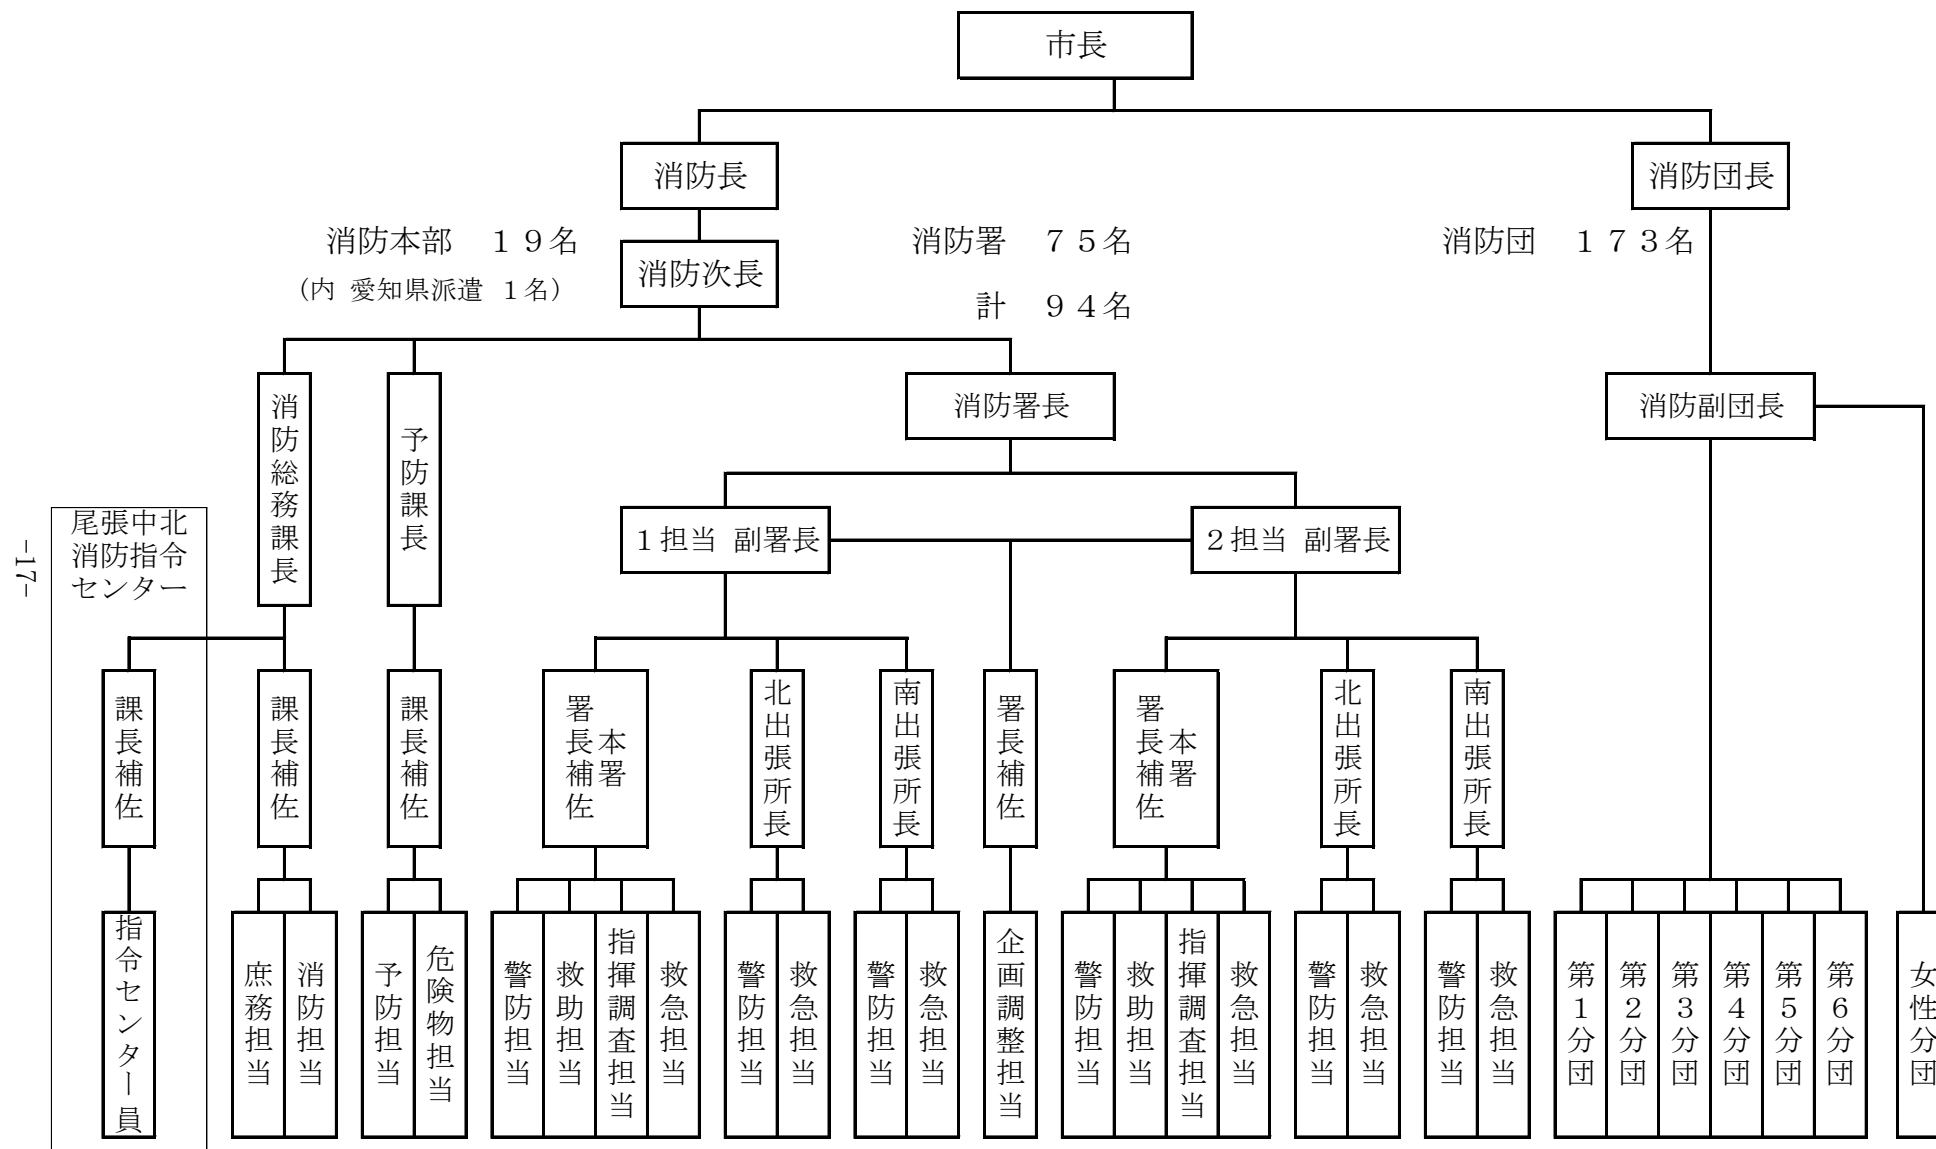 市長
消防長
消防団長
消防本部 １９名
(内 愛知県派遣 １名)
消防次長
消防署 ７５名
計 ９４名
消防団 １７３名
消防総務課長
予防課長
消防署長
消防副団長
尾張中北
消防指令
センター
１担当 副署長
２担当 副署長
課長補佐
課長補佐
課長補佐
本署
署長補佐
北出張所長
南出張所長
署長補佐
本署
署長補佐
北出張所長
南出張所長
指令センター員
庶務担当
消防担当
予防担当
危険物担当
警防担当
救助担当
指揮調査担当
救急担当
警防担当
救急担当
警防担当
救急担当
企画調整担当
警防担当
救助担当
指揮調査担当
救急担当
警防担当
救急担当
警防担当
救急担当
第１分団
第２分団
第３分団
第４分団
第５分団
第６分団
女性分団
-17-